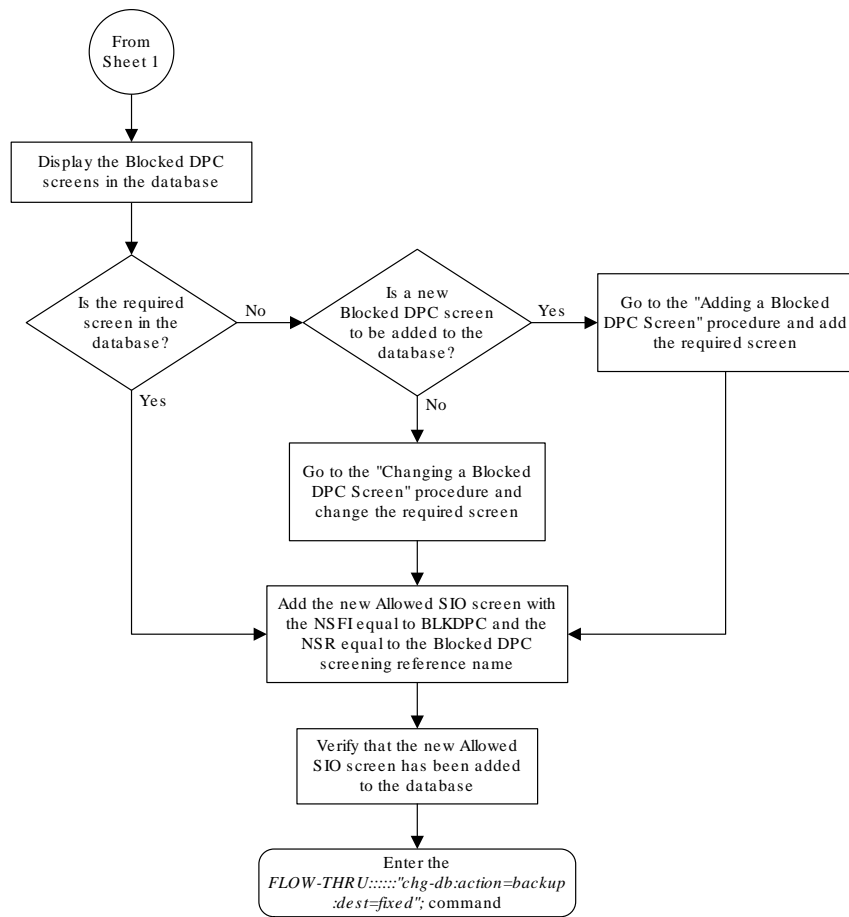 From
Sheet 1
Display the Blocked DPC
screens in the database
Is the required
screen in the
database?
No
Is a new
Blocked DPC screen
to be added to the
database?
Yes
Go to the "Adding a Blocked
DPC Screen" procedure and add
the required screen
Yes
No
Go to the "Changing a Blocked
DPC Screen" procedure and
change the required screen
Add the new Allowed SIO screen with
the NSFI equal to BLKDPC and the
NSR equal to the Blocked DPC
screening reference name
Verify that the new Allowed
SIO screen has been added
to the database
Enter the
FLOW-THRU::::::"chg-db:action=backup
:dest=fixed"; command